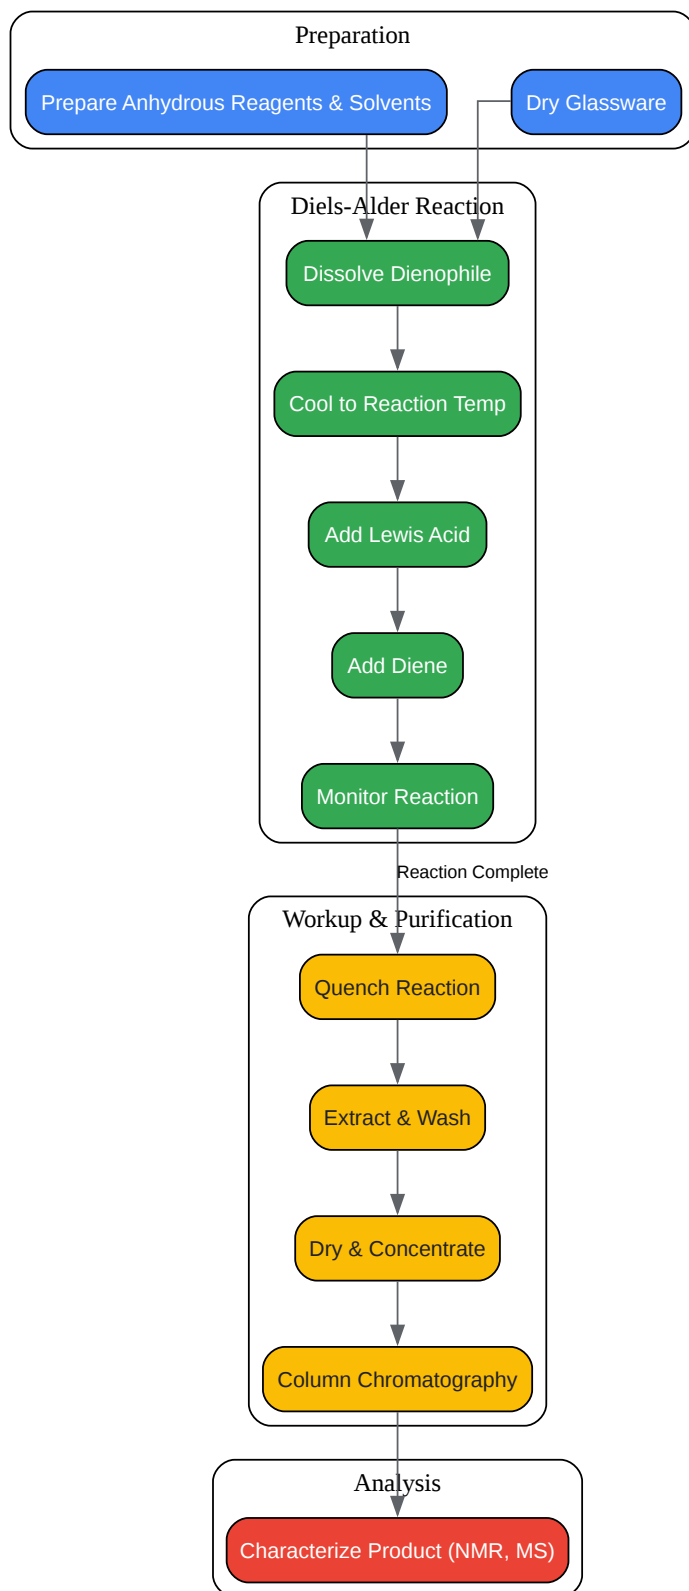 Preparation
Prepare Anhydrous Reagents & Solvents
Dry Glassware
Diels-Alder Reaction
Dissolve Dienophile
Cool to Reaction Temp
Add Lewis Acid
Add Diene
Monitor Reaction
Reaction Complete
Workup & Purification
Quench Reaction
Extract & Wash
Dry & Concentrate
Column Chromatography
Analysis
Characterize Product (NMR, MS)